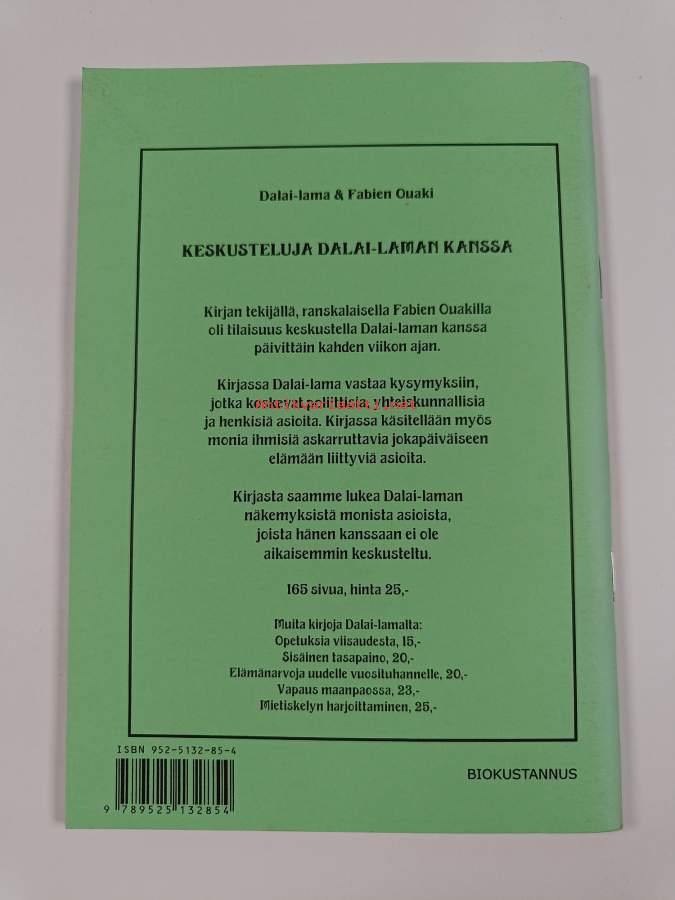 Dalai-lama & Fabien Ouaki
KESKUSTELUJA DALAI-LAMAN KANSSA
Kirjan tekijällä, ranskalaisella Fabien Ouakilla
oli tilaisuus keskustella Dalai-laman kanssa
päivittäin kahden viikon ajan.
Kirjassa Dalai-lama vastaa kysymyksiin,
jotka koskevat poliittisia, yhteiskunnallisia
ja henkisiä asioita. Kirjassa käsitellään myös
monia ihmisiä askarruttavia jokapäiväiseen
elämään liittyviä asioita.
Kirjasta saamme lukea Dalai-laman
näkemyksistä monista asioista,
joista hänen kanssaan ei ole
aikaisemmin keskusteltu.
165 sivua, hinta 25,-
Muita kirjoja Dalai-lamalta:
Opetuksia viisaudesta, 15,-
Sisäinen tasapaino, 20,-
Elämänarvoja uudelle vuosituhannelle, 20,-
Vapaus maanpaossa, 23,-
Mietiskelyn harjoittaminen, 25,-
ISBN 952-5132-85-4
9 789525 132854
BIOKUSTANNUS